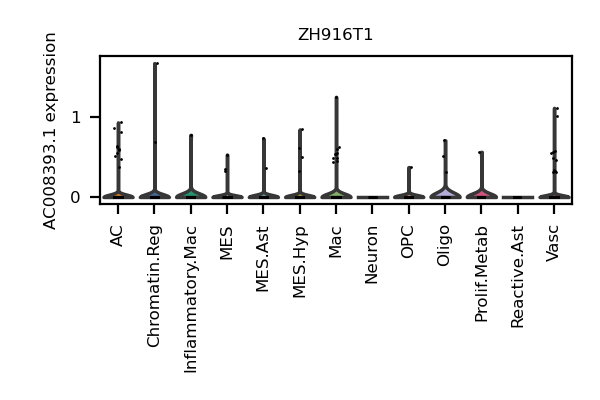 ZH916T1
AC008393.1 expression
1
0
AC
Chromatin.Reg
Inflammatory.Mac
MES
MES.Ast
MES.Hyp
Mac
Neuron
OPC
Oligo
Prolif.Metab
Reactive.Ast
Vasc